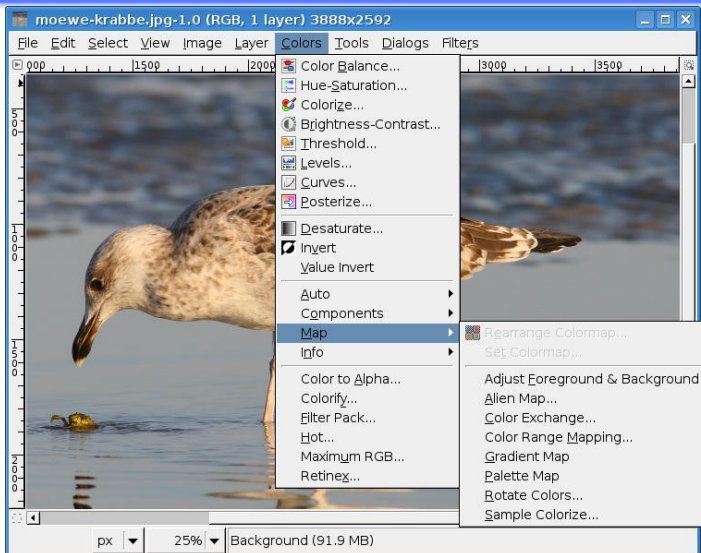 moewe-krabbe.jpg-1.0 (RGB, 1 layer) 3888x2592
File Edit Select View Image Layer Colors Tools Dialogs Filters
000 1500 2000 3000 3500
Color Balance...
Hue-Saturation...
Colorize...
Brightness-Contrast...
Threshold...
Levels...
Curves...
Posterize...
Desaturate...
Invert
Value Invert
Auto
Components
Map
Info
Color to Alpha...
Colorify...
Filter Pack...
Hot...
Maximum RGB...
Retinex...
Rearrange Colormap...
Set Colormap...
Adjust Foreground & Background
Alien Map...
Color Exchange...
Color Range Mapping...
Gradient Map
Palette Map
Rotate Colors...
Sample Colorize...
500
1000
1500
2000
px 25% Background (91.9 MB)